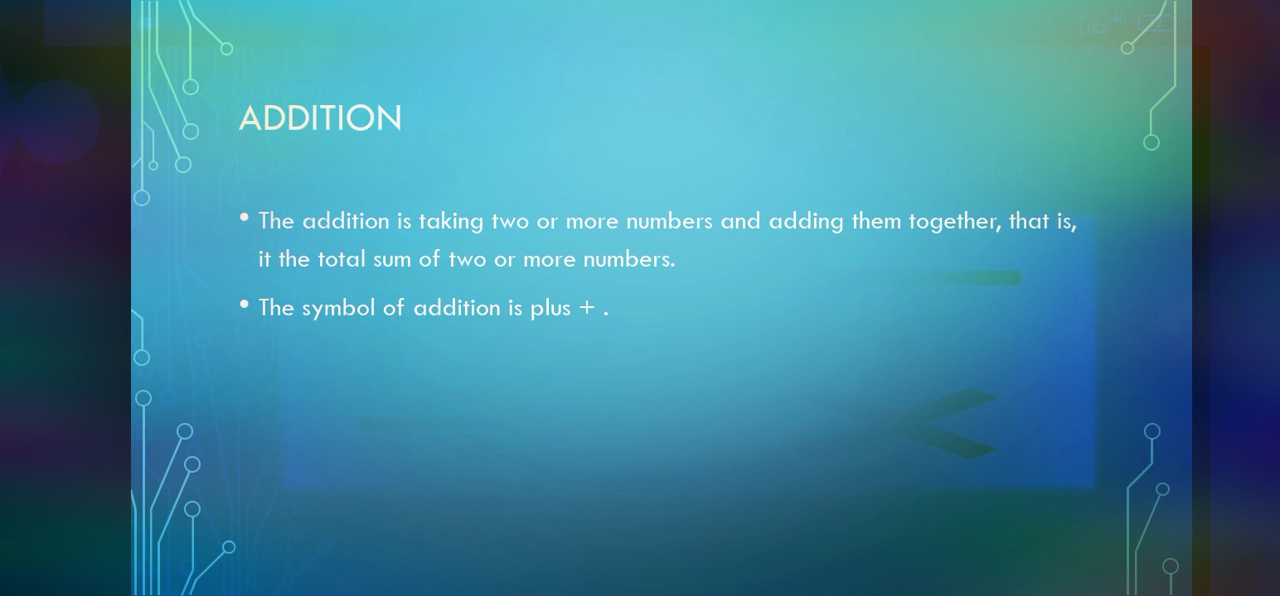 ADDITION
• The addition is taking two or more numbers and adding them together, that is,
it the total sum of two or more numbers.
• The symbol of addition is plus + .